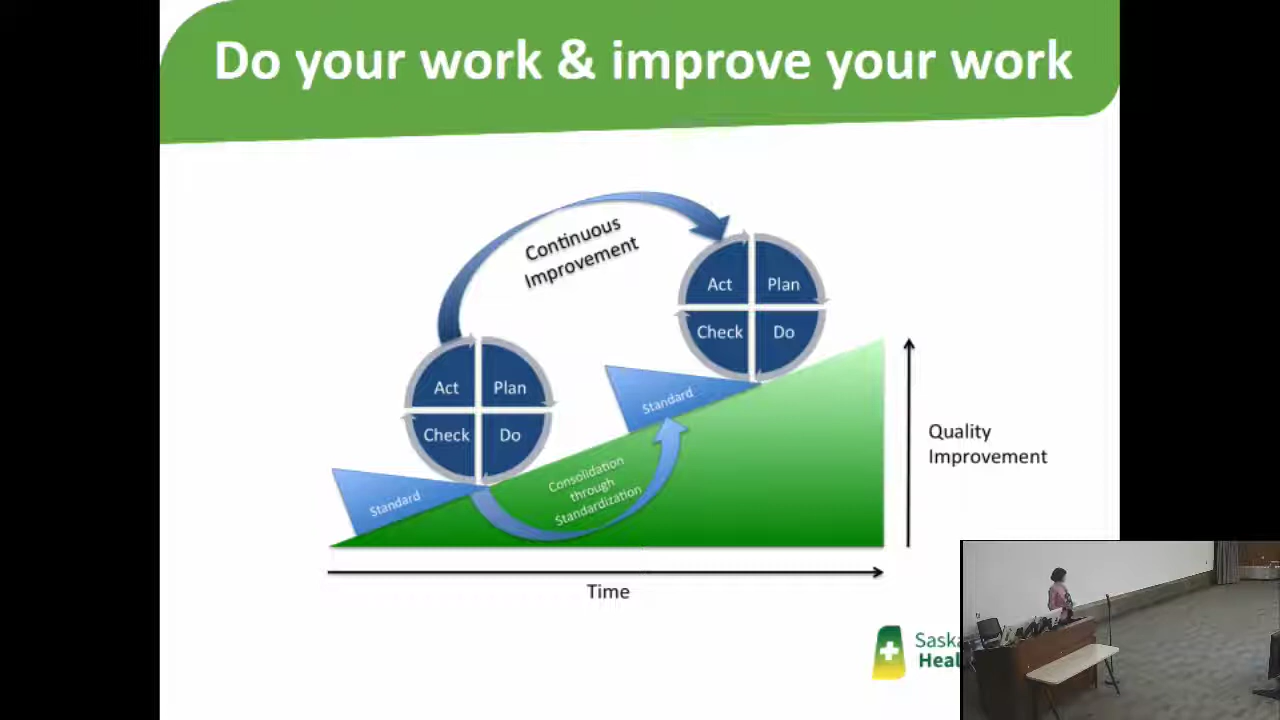 Do your work & improve your work
Continuous
Improvement
Act
Plan
Check
Do
Act
Plan
Check
Do
Standard
Standard
Consolidation
through
Standardization
Quality
Improvement
Time